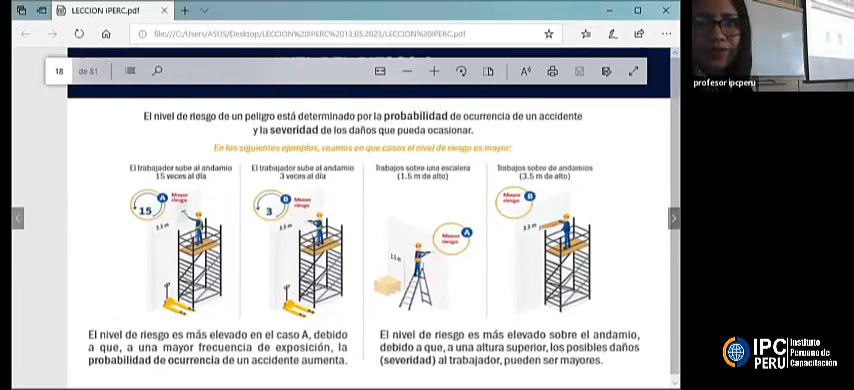 LECCION IPERC.pdf
file:///C:/Users/ASUS/Desktop/LECCION%20IPERC%2013.05.2023/LECCION%20IPERC.pdf
18 de 81
profesor ipcperu
El nivel de riesgo de un peligro está determinado por la probabilidad de ocurrencia de un accidente
y la severidad de los daños que pueda ocasionar.
En los siguientes ejemplos, veamos en que casos el nivel de riesgo es mayor:
El trabajador sube al andamio
15 veces al día
El trabajador sube al andamio
3 veces al día
Trabajos sobre una escalera
(1.5 m de alto)
Trabajos sobre de andamios
(3.5 m de alto)
A
Mayor
riesgo
15
3.5 m
B
Menor
riesgo
3
3.5 m
Menor
riesgo
A
1.5 m
Mayor
riesgo
B
3.5 m
El nivel de riesgo es más elevado en el caso A, debido
a que, a una mayor frecuencia de exposición, la
probabilidad de ocurrencia de un accidente aumenta.
El nivel de riesgo es más elevado sobre el andamio,
debido a que, a una altura superior, los posibles daños
(severidad) al trabajador, pueden ser mayores.
IPC
PERÚ
Instituto
Peruano de
Capacitación